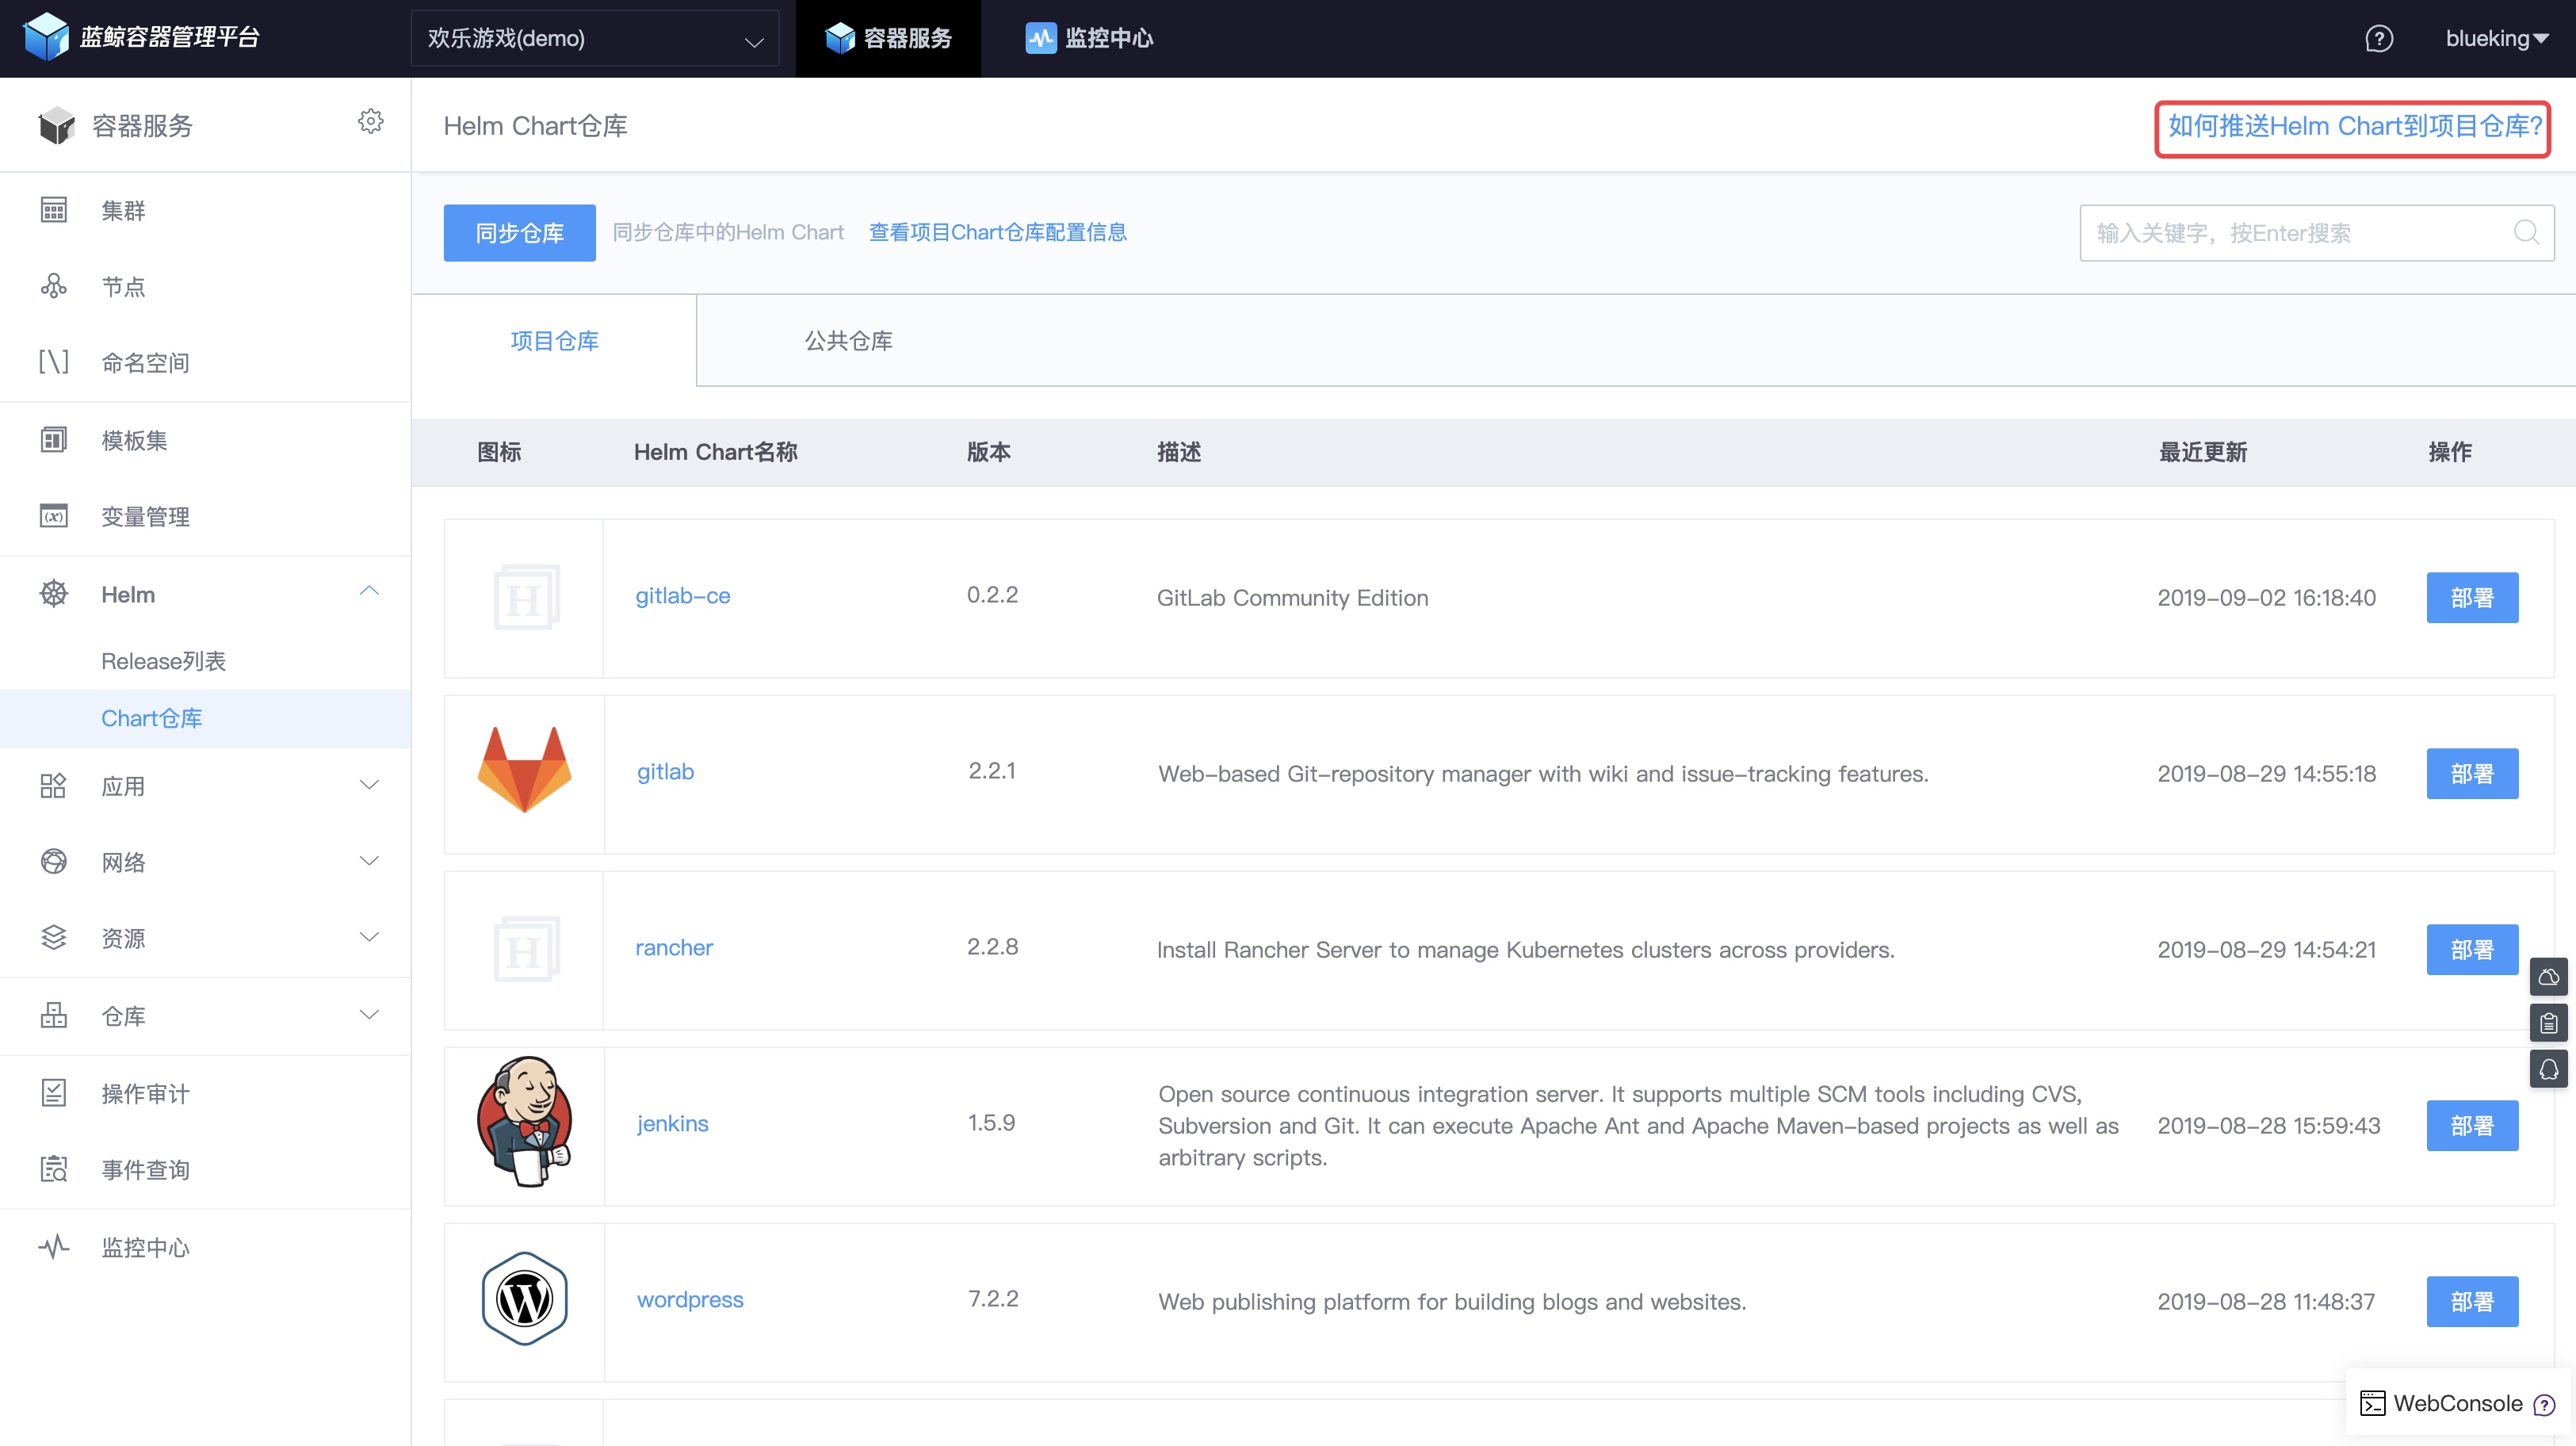 蓝鲸容器管理平台
欢乐游戏(demo)
容器服务
监控中心
blueking
容器服务
Helm Chart仓库
如何推送Helm Chart到项目仓库?
集群
节点
命名空间
模板集
变量管理
Helm
Release列表
Chart仓库
应用
网络
资源
仓库
操作审计
事件查询
监控中心
同步仓库
同步仓库中的Helm Chart
查看项目Chart仓库配置信息
输入关键字，按Enter搜索
项目仓库
公共仓库
图标 Helm Chart名称 版本 描述 最近更新 操作
gitlab-ce 0.2.2 GitLab Community Edition 2019-09-02 16:18:40 部署
gitlab 2.2.1 Web-based Git-repository manager with wiki and issue-tracking features. 2019-08-29 14:55:18 部署
rancher 2.2.8 Install Rancher Server to manage Kubernetes clusters across providers. 2019-08-29 14:54:21 部署
jenkins 1.5.9
Open source continuous integration server. It supports multiple SCM tools including CVS,
Subversion and Git. It can execute Apache Ant and Apache Maven-based projects as well as
arbitrary scripts.
2019-08-28 15:59:43 部署
wordpress 7.2.2 Web publishing platform for building blogs and websites. 2019-08-28 11:48:37 部署
WebConsole